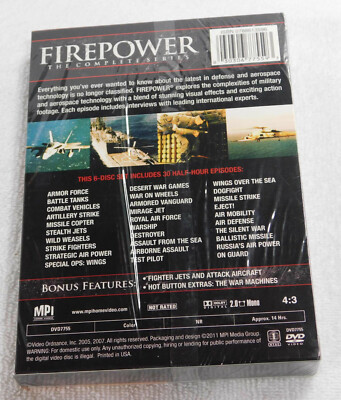 FIREPOWER
THE COMPLETE SERIES
Everything you've ever wanted to know about the latest in defense and aerospace
technology is no longer classified. FIREPOWER® explores the complexities of military
and aerospace technology with a blend of stunning visual effects and exciting action
footage. Each episode includes interviews with leading international experts.
THIS 5-DISC SET INCLUDES 30 HALF-HOUR EPISODES:
ARMOR FORCE
BATTLE TANKS
COMBAT VEHICLES
ARTILLERY STRIKE
MISSILE COPTER
STEALTH JETS
WILD WEASELS
STRIKE FIGHTERS
STRATEGIC AIR POWER
SPECIAL OPS: WINGS
DESERT WAR GAMES
WAR ON WHEELS
ARMORED VANGUARD
MIRAGE JET
ROYAL AIR FORCE
WARSHIP
DESTROYER
ASSAULT FROM THE SEA
AIRBORNE ASSAULT
TEST PILOT
WINGS OVER THE SEA
DOGFIGHT
MISSILE STRIKE
EJECT!
AIR MOBILITY
AIR DEFENSE
THE SILENT WAR
BALLISTIC MISSILE
RUSSIA'S AIR POWER
ON GUARD
BONUS FEATURES:
• FIGHTER JETS AND ATTACK AIRCRAFT
• HOT BUTTON EXTRAS: THE WAR MACHINES
MPI
HOME VIDEO
www.mpihomevideo.com
NOT RATED
DOLBY DIGITAL
2.0 Mono
4:3
DVD7755
Color
NR
Approx. 14 Hrs.
©Video Ordnance, Inc. 2005, 2007. All rights reserved. Packaging and design ©2011 MPI Media Group.
WARNING: For domestic use only. Any unauthorized copying, hiring or lending for public performance of
the digital video disc is illegal. Printed in USA.
DVD7755
DVD
VIDEO